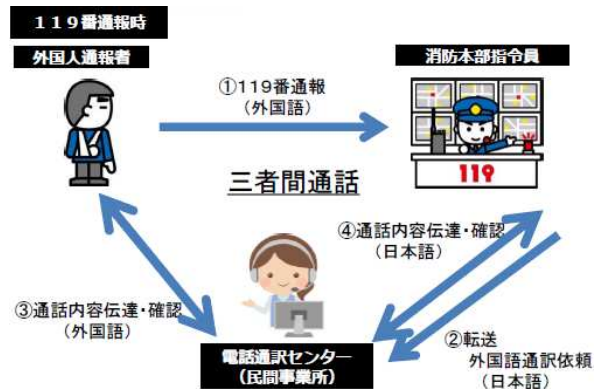 １１９番通報時
外国人通報者
消防本部指令員
①119番通報
（外国語）
119
三者間通話
④通話内容伝達・確認
（日本語）
③通話内容伝達・確認
（外国語）
②転送
外国語通訳依頼
（日本語）
電話通訳センター
（民間事業所）